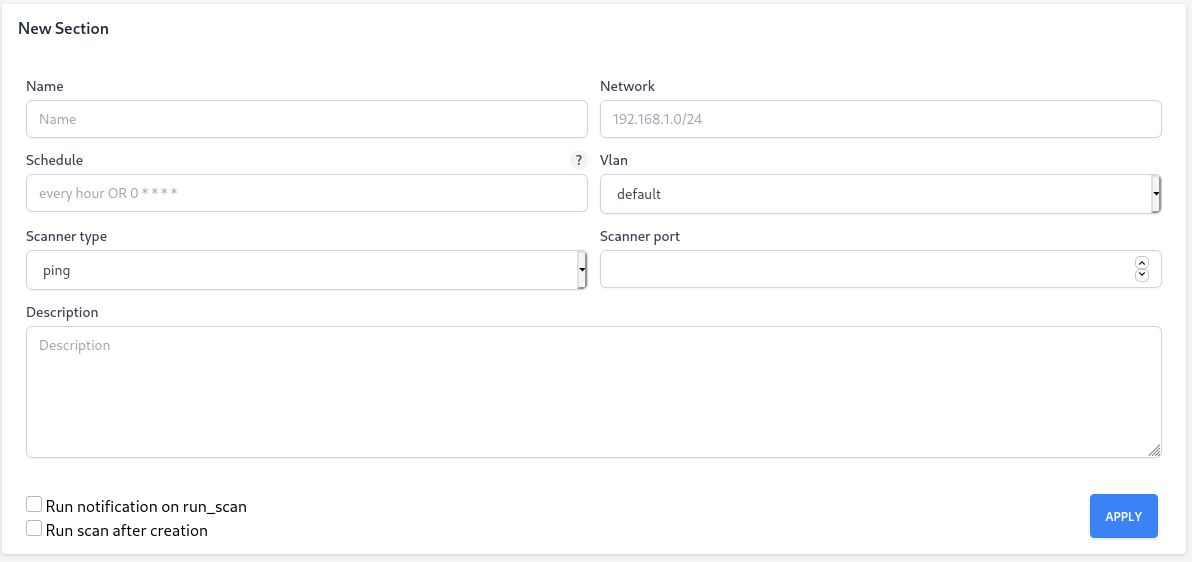 New Section
Name Network
Name 192.168.1.0/24
Schedule ? Vlan
every hour OR 0 * * * * default
Scanner type Scanner port
ping
Description
Description
Run notification on run_scan
Run scan after creation
APPLY